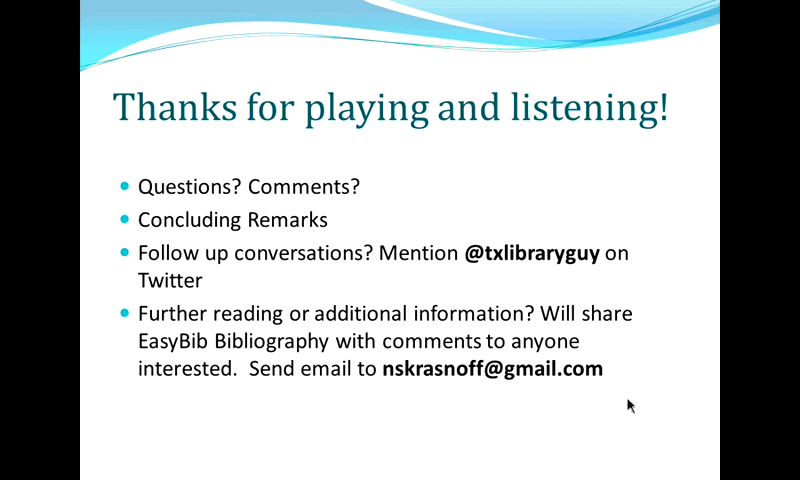 Thanks for playing and listening!
• Questions? Comments?
• Concluding Remarks
• Follow up conversations? Mention @txlibraryguy on
Twitter
• Further reading or additional information? Will share
EasyBib Bibliography with comments to anyone
interested.  Send email to nskrasnoff@gmail.com